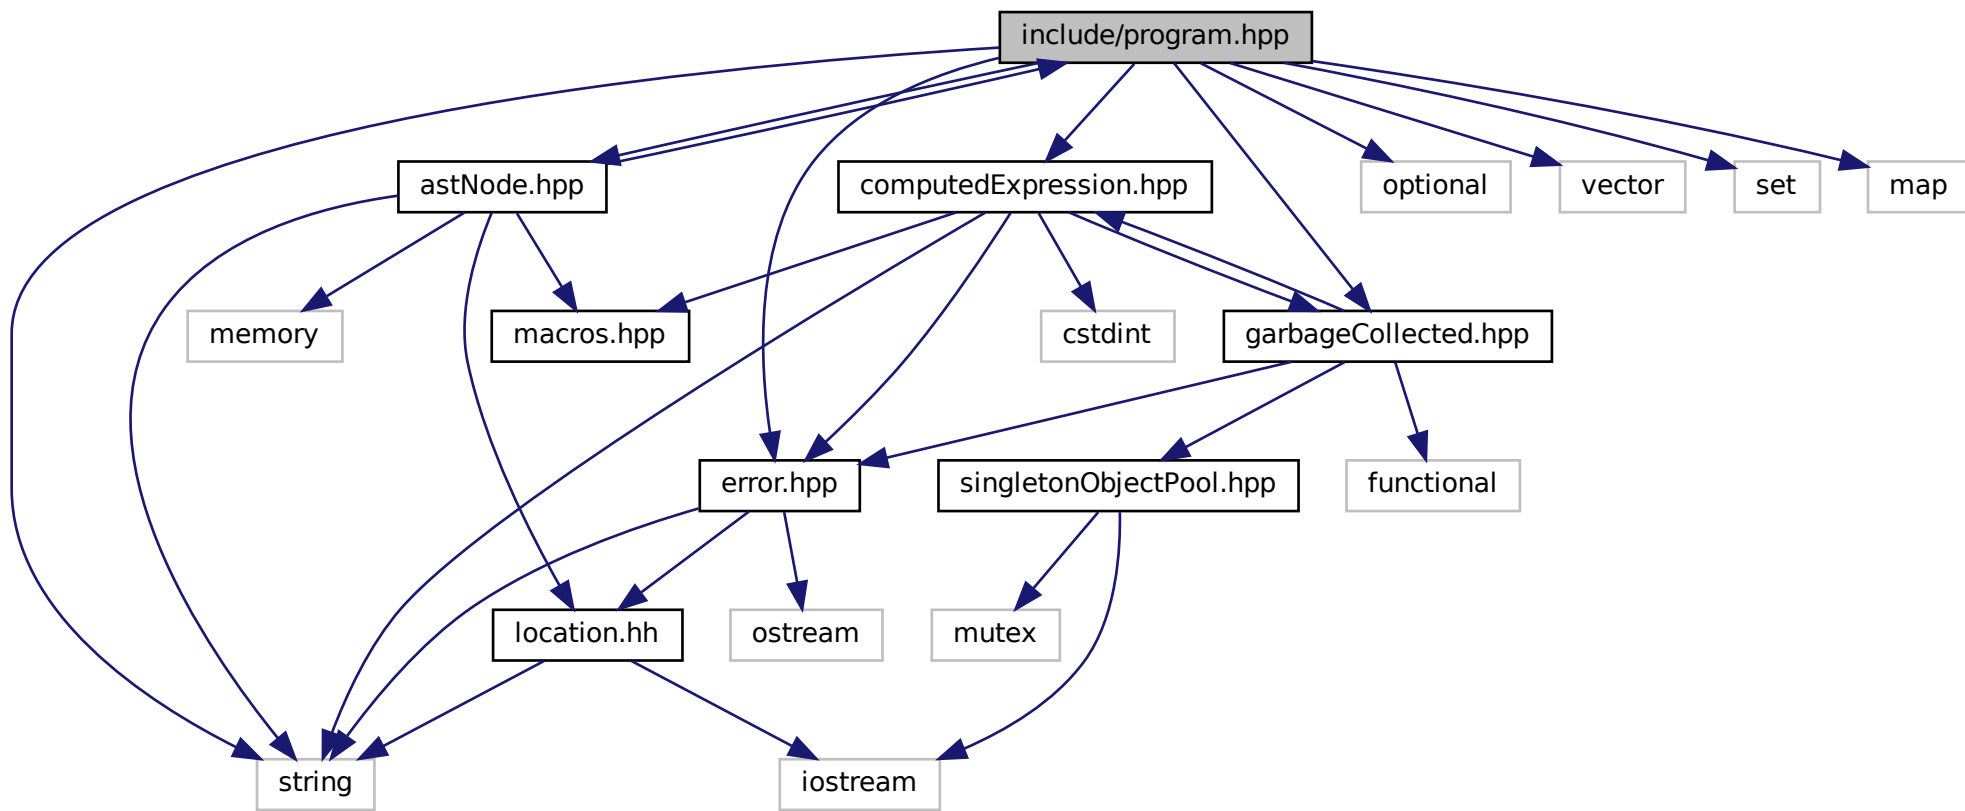 include/program.hpp
astNode.hpp
computedExpression.hpp
optional
vector
set
map
memory
macros.hpp
cstdint
garbageCollected.hpp
error.hpp
singletonObjectPool.hpp
functional
location.hh
ostream
mutex
string
iostream